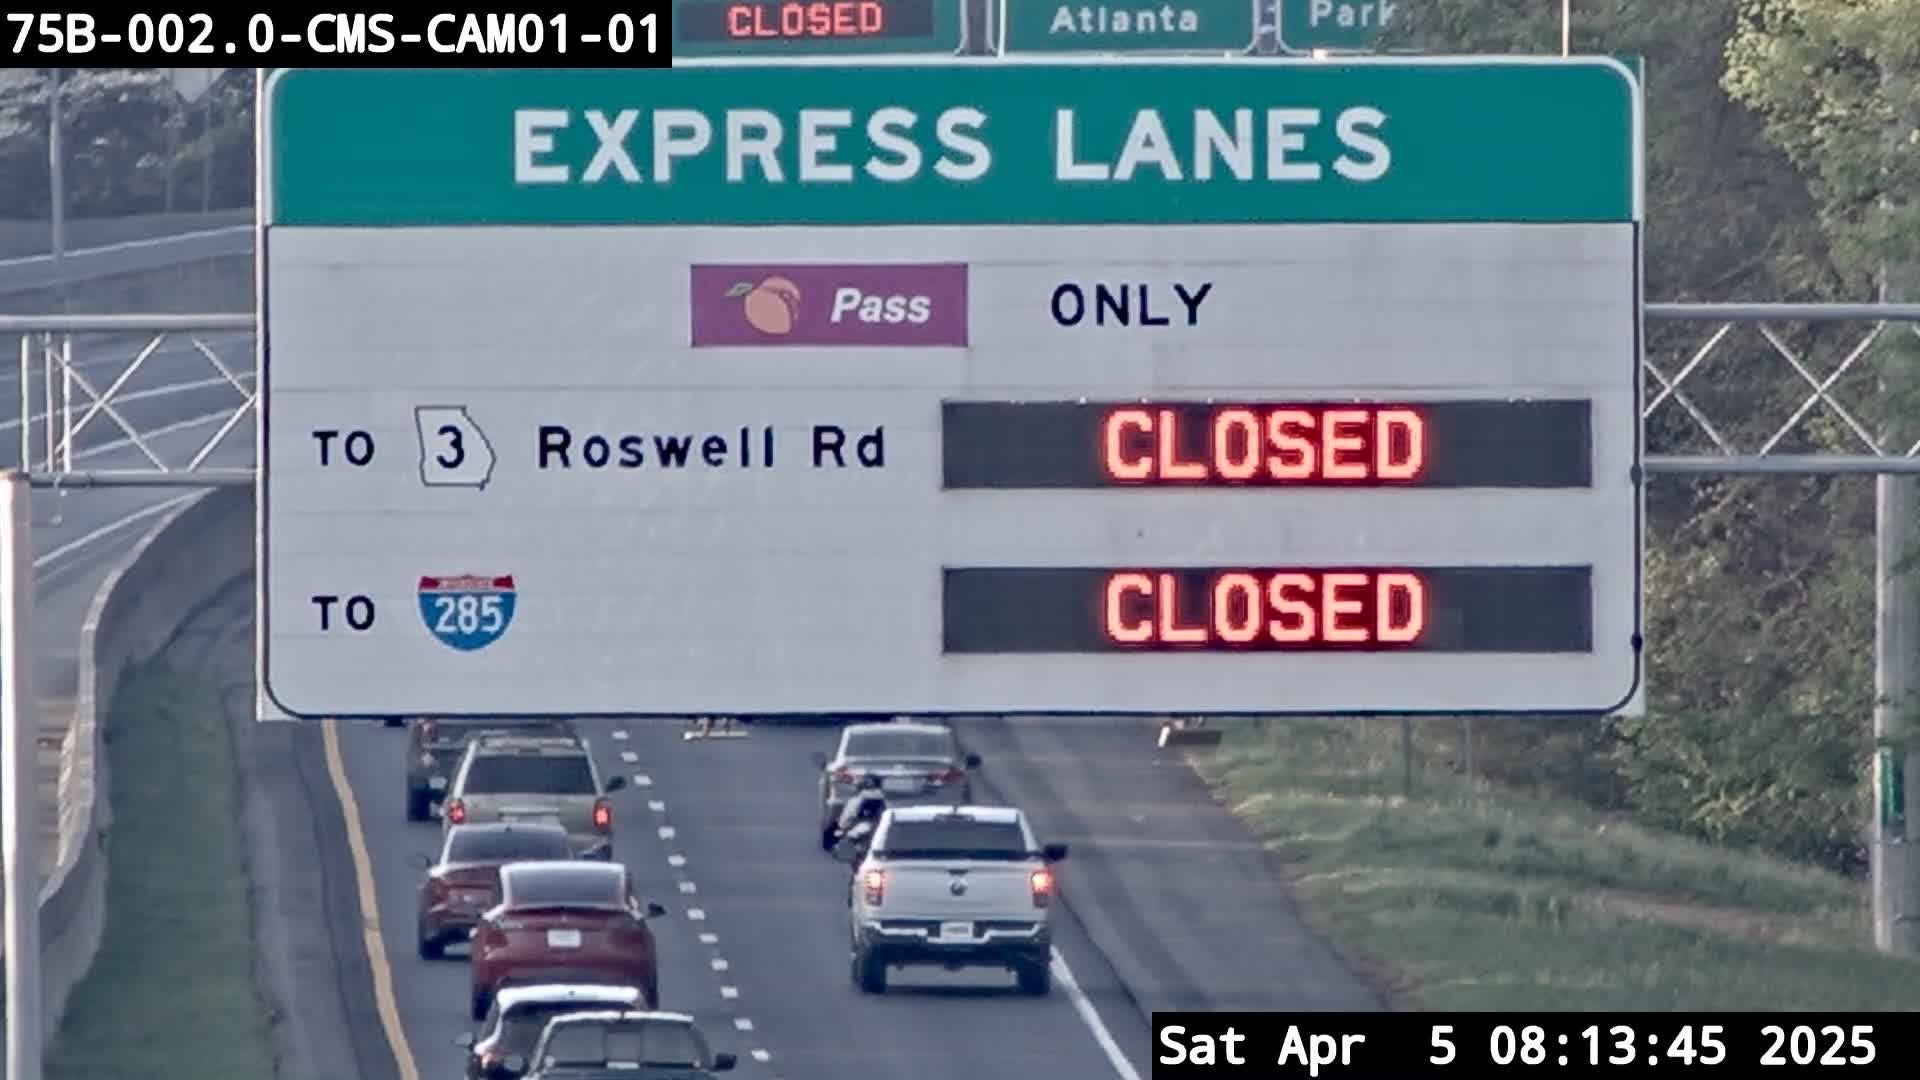 75B-002.0-CMS-CAM01-01
CLOSED
Atlanta
Park
EXPRESS LANES
Pass ONLY
TO 3 Roswell Rd CLOSED
TO 285 CLOSED
Sat Apr 5 08:13:45 2025